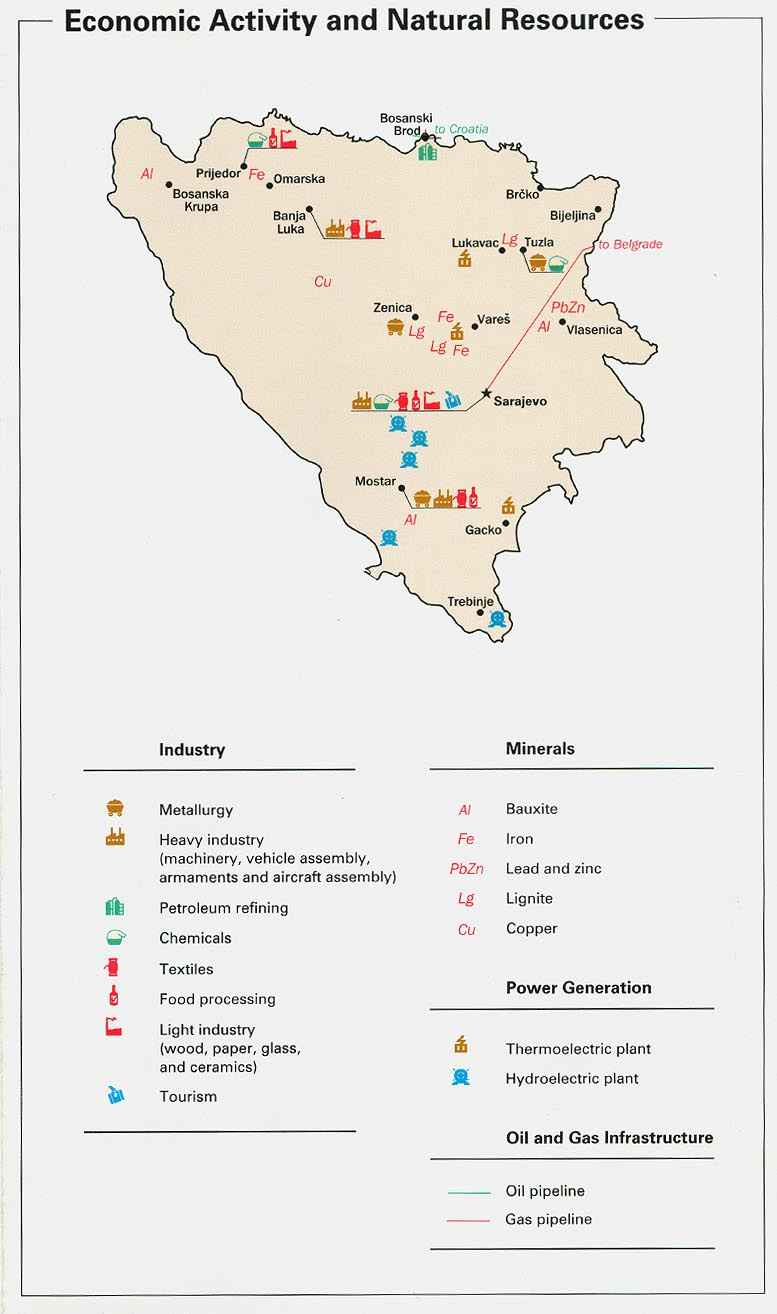 Economic Activity and Natural Resources
Bosanski
Brod
to Croatia
Prijedor
Al
Fe
Omarska
Bosanska
Krupa
Banja
Luka
Brčko
Bijeljina
Lukavac
Lg
Tuzla
to Belgrade
Cu
Zenica
Lg
Fe
Vareš
Lg
Fe
PbZn
Al
Vlasenica
Sarajevo
Mostar
Al
Gacko
Trebinje
Industry
Metallurgy
Heavy industry
(machinery, vehicle assembly,
armaments and aircraft assembly)
Petroleum refining
Chemicals
Textiles
Food processing
Light industry
(wood, paper, glass,
and ceramics)
Tourism
Minerals
Al Bauxite
Fe Iron
PbZn Lead and zinc
Lg Lignite
Cu Copper
Power Generation
Thermoelectric plant
Hydroelectric plant
Oil and Gas Infrastructure
Oil pipeline
Gas pipeline